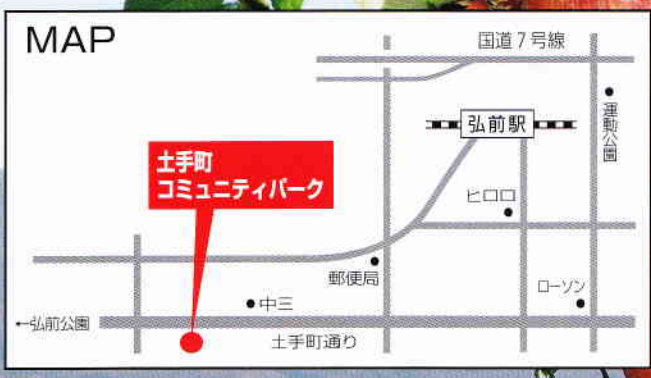 MAP
国道7号線
運動公園
弘前駅
土手町
コミュニティパーク
ヒロロ
郵便局
ローソン
中三
←弘前公園
土手町通り